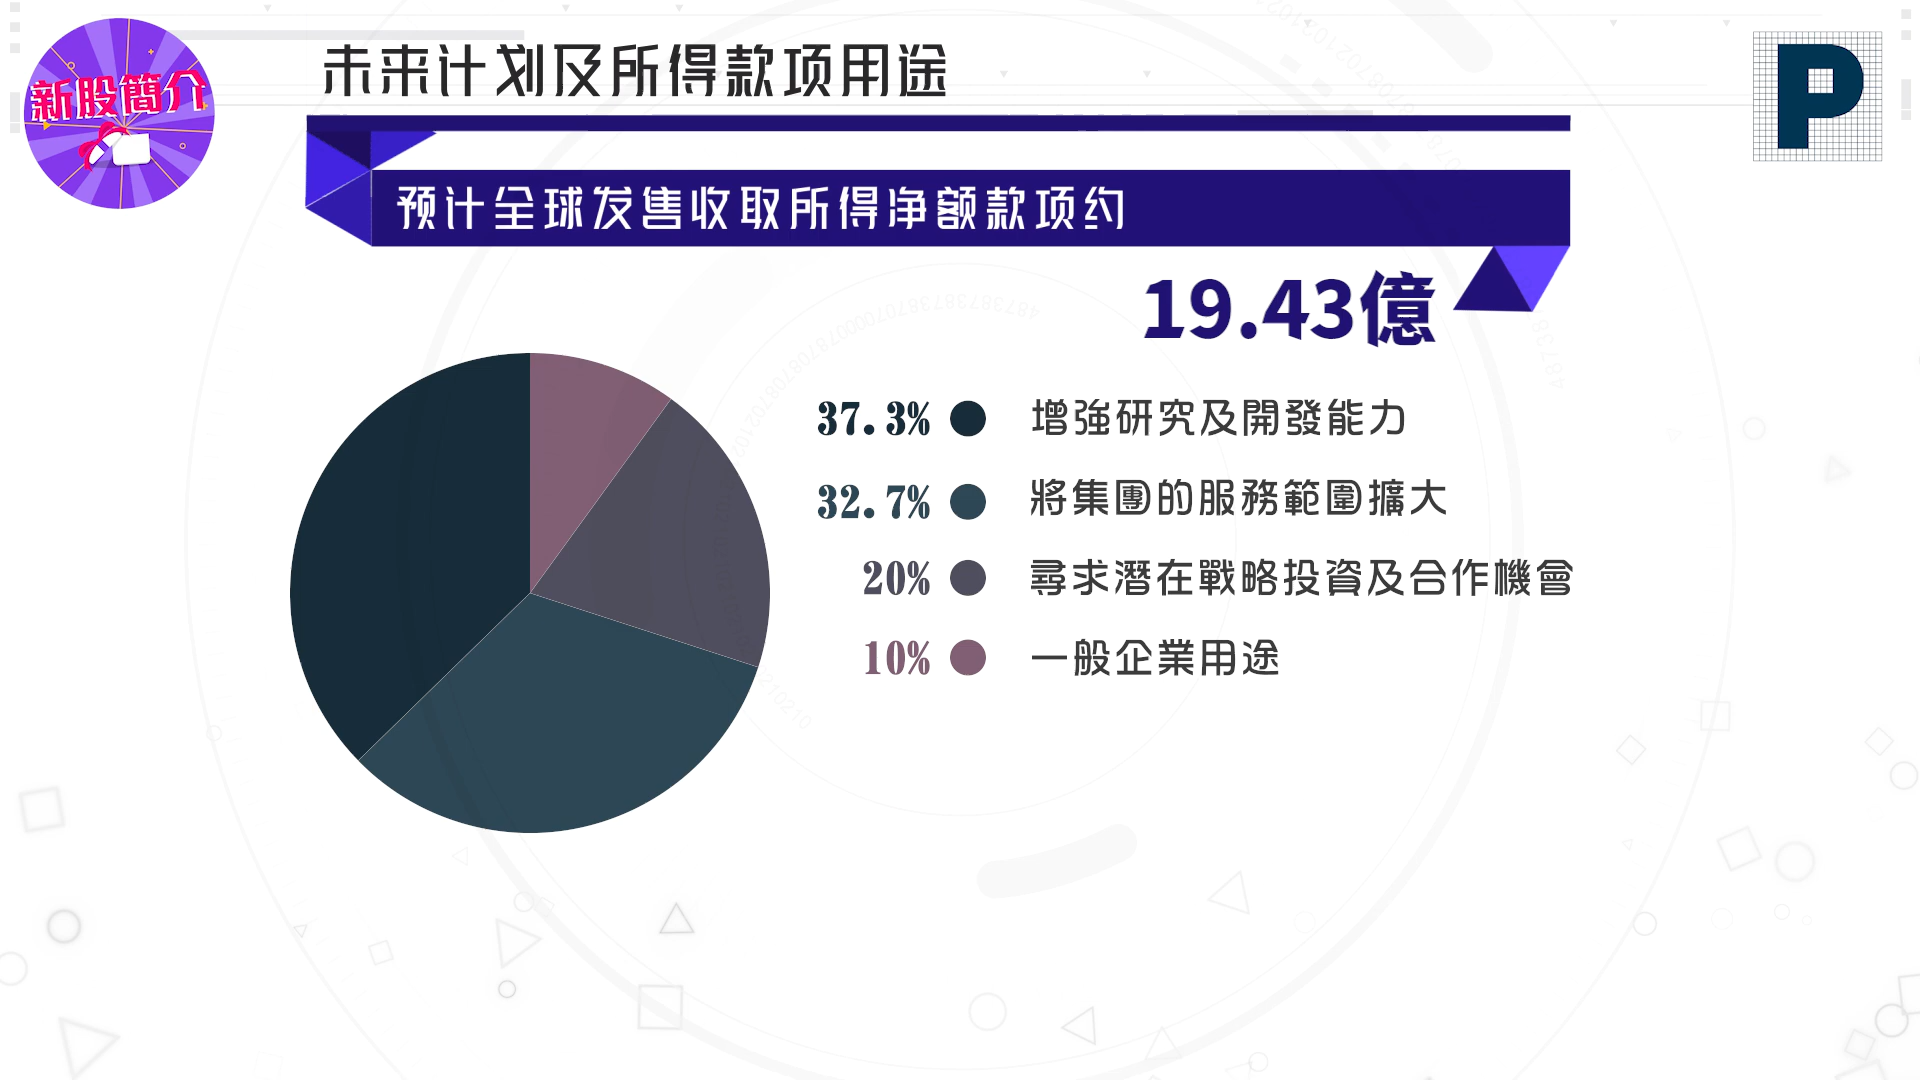 新股簡介
未来计划及所得款项用途
P
预计全球发售收取所得净额款项约
19.43億
37.3% 增強研究及開發能力
32.7% 將集團的服務範圍擴大
20% 尋求潛在戰略投資及合作機會
10% 一般企業用途